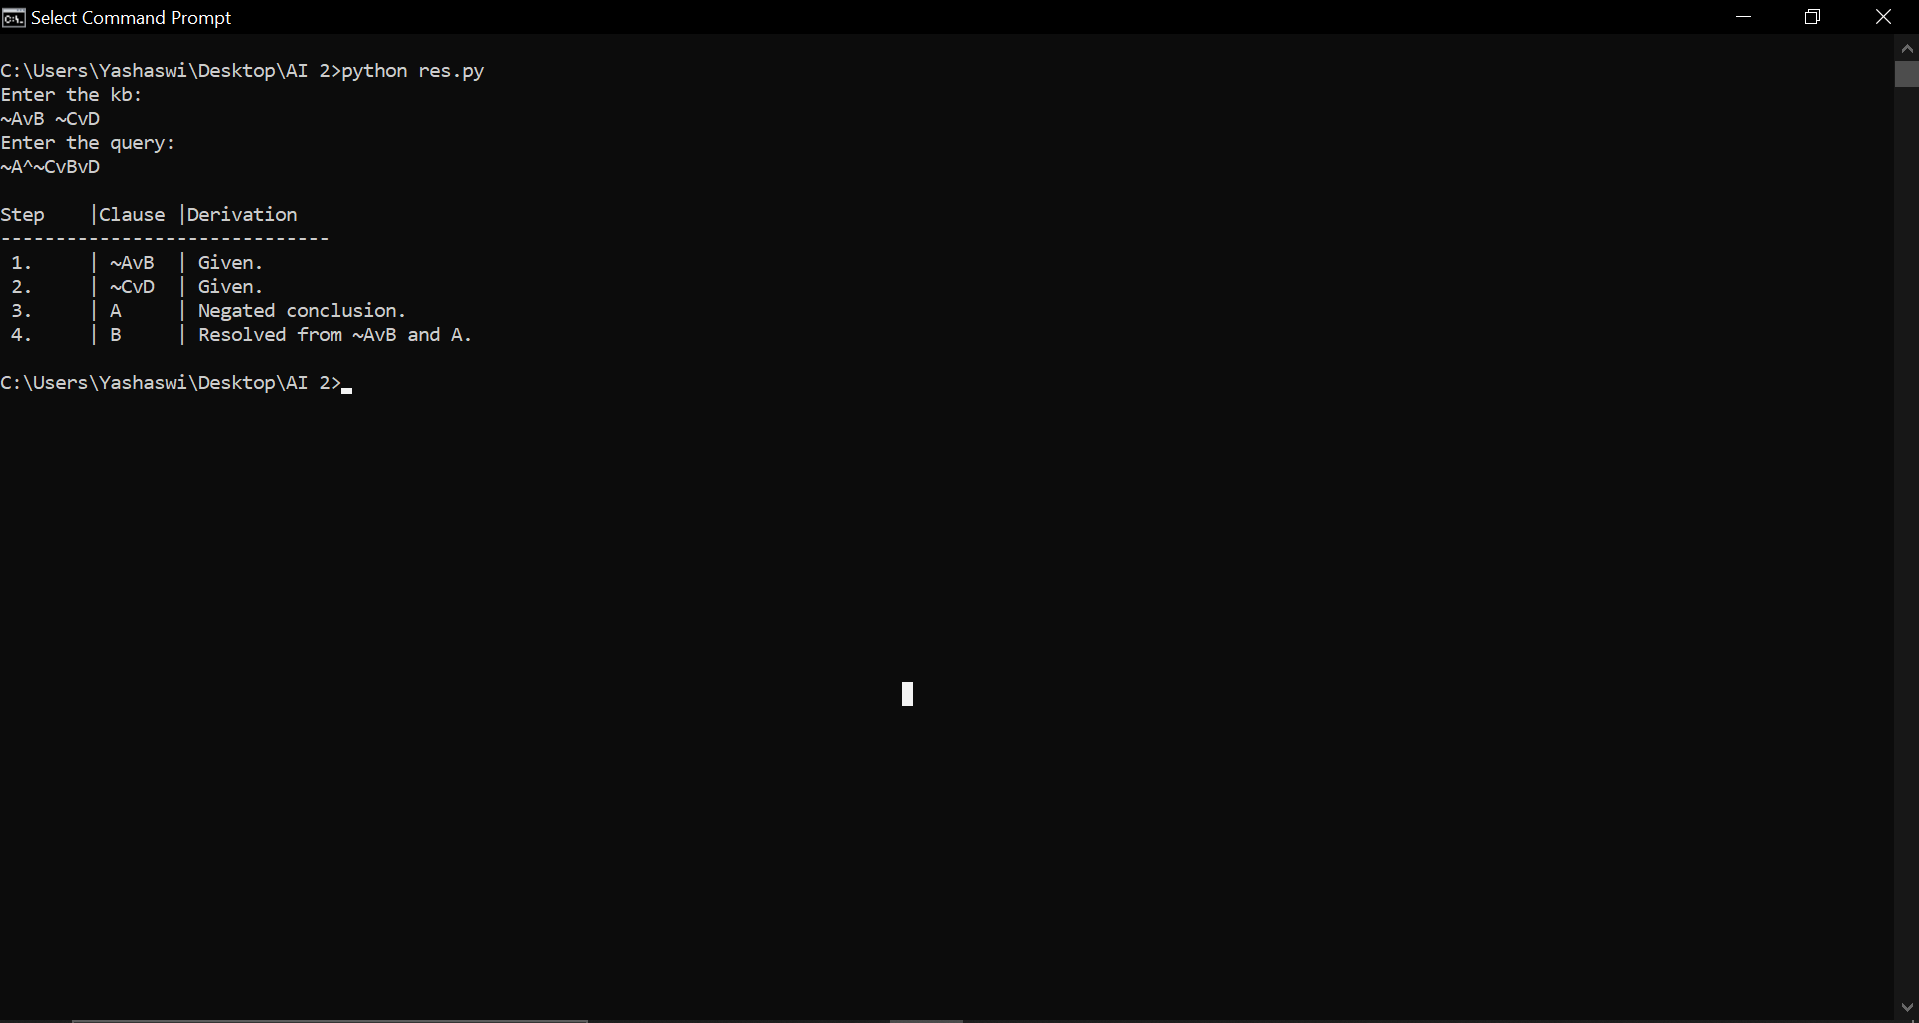 Select Command Prompt
C:\Users\Yashaswi\Desktop\AI 2>python res.py
Enter the kb:
~AvB ~CvD
Enter the query:
~A^~CvBvD
Step    |Clause |Derivation
------------------------------
 1.     | ~AvB  | Given.
 2.     | ~CvD  | Given.
 3.     | A     | Negated conclusion.
 4.     | B     | Resolved from ~AvB and A.
C:\Users\Yashaswi\Desktop\AI 2>